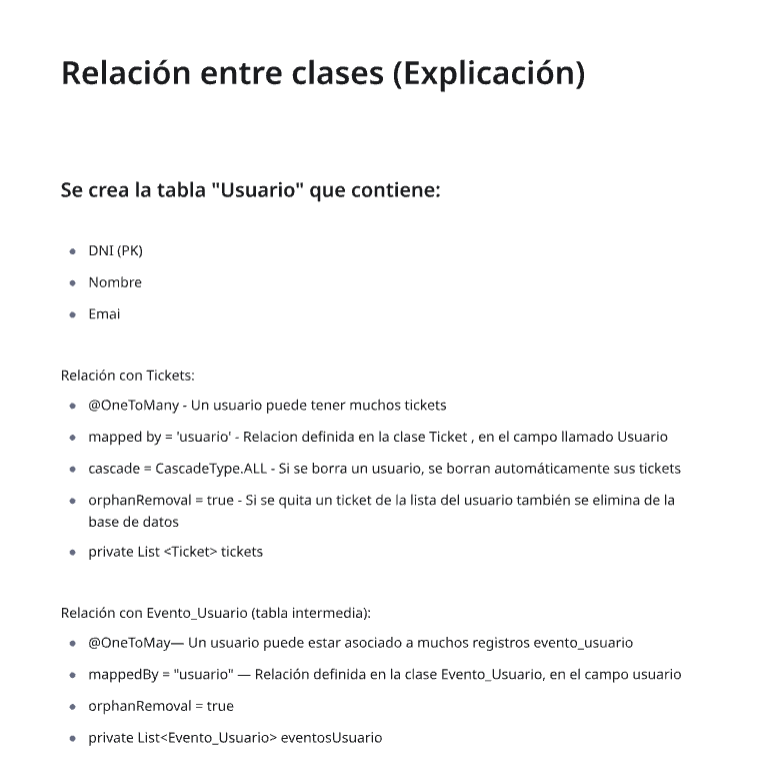 Relación entre clases (Explicación)
Se crea la tabla "Usuario" que contiene:
DNI (PK)
Nombre
Emai
Relación con Tickets:
@OneToMany - Un usuario puede tener muchos tickets
mapped by = 'usuario' - Relacion definida en la clase Ticket , en el campo llamado Usuario
cascade = CascadeType.ALL - Si se borra un usuario, se borran automáticamente sus tickets
orphanRemoval = true - Si se quita un ticket de la lista del usuario también se elimina de la
base de datos
private List <Ticket> tickets
Relación con Evento_Usuario (tabla intermedia):
@OneToMay— Un usuario puede estar asociado a muchos registros evento_usuario
mappedBy = "usuario" — Relación definida en la clase Evento_Usuario, en el campo usuario
orphanRemoval = true
private List<Evento_Usuario> eventosUsuario